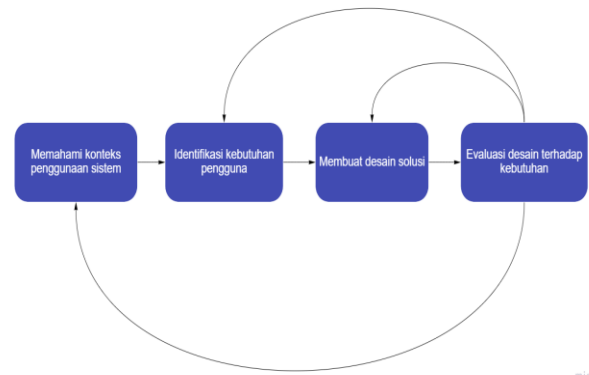 Memahami konteks
penggunaan sistem
Identifikasi kebutuhan
pengguna
Membuat desain solusi
Evaluasi desain terhadap
kebutuhan